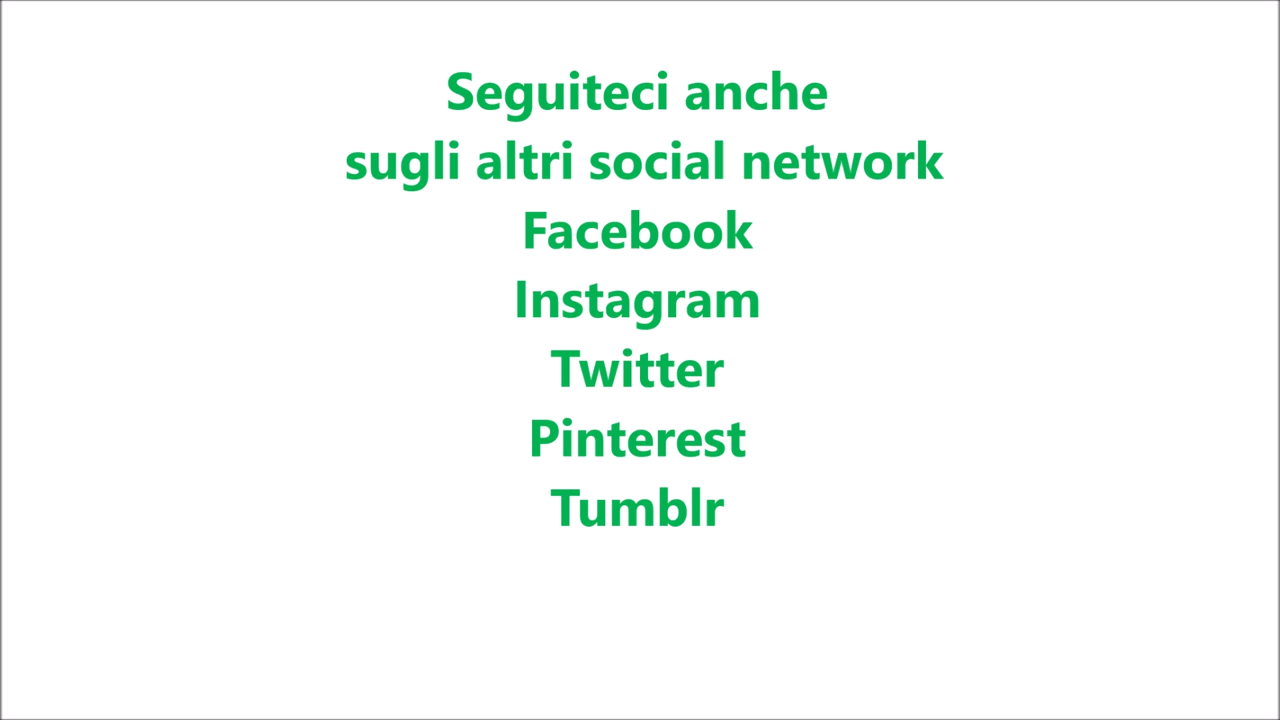 Seguiteci anche
sugli altri social network
Facebook
Instagram
Twitter
Pinterest
Tumblr